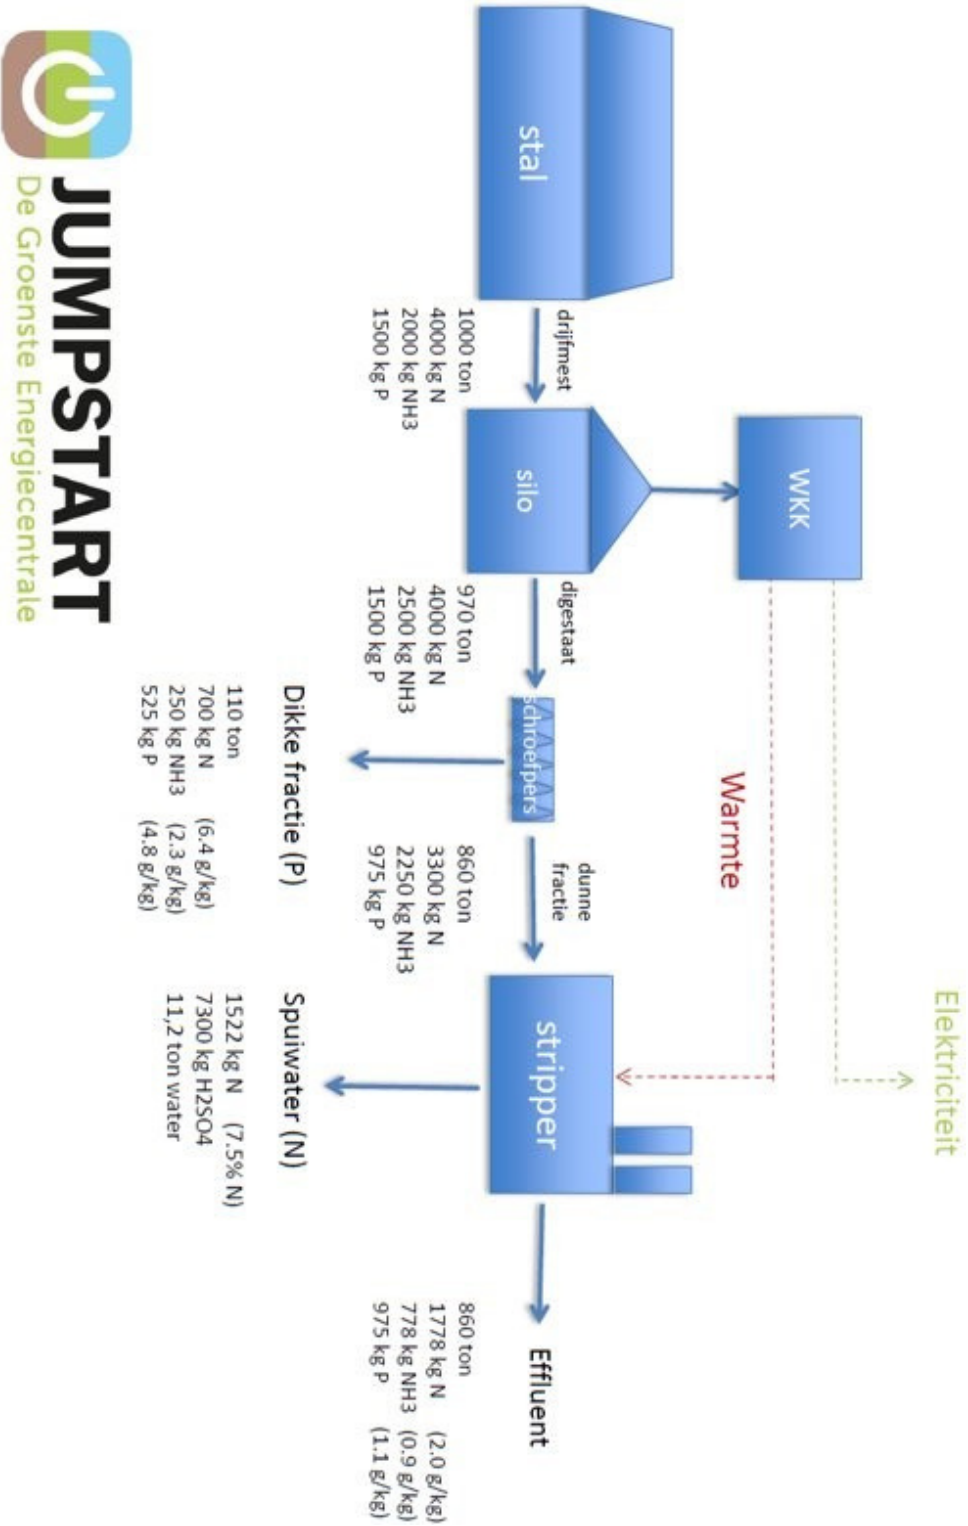 Elektriciteit
WKK
Warmte
stal
drijfmest
1000 ton
4000 kg N
2000 kg NH3
1500 kg P
silo
digestaat
970 ton
4000 kg N
2500 kg NH3
1500 kg P
schroefpers
dunne
fractie
860 ton
3300 kg N
2250 kg NH3
975 kg P
stripper
Effluent
860 ton
1778 kg N (2.0 g/kg)
778 kg NH3 (0.9 g/kg)
975 kg P (1.1 g/kg)
Dikke fractie (P)
110 ton
700 kg N (6.4 g/kg)
250 kg NH3 (2.3 g/kg)
525 kg P (4.8 g/kg)
Spuiwater (N)
1522 kg N (7.5% N)
7300 kg H2SO4
11,2 ton water
JUMPSTART
De Groenste Energiecentrale